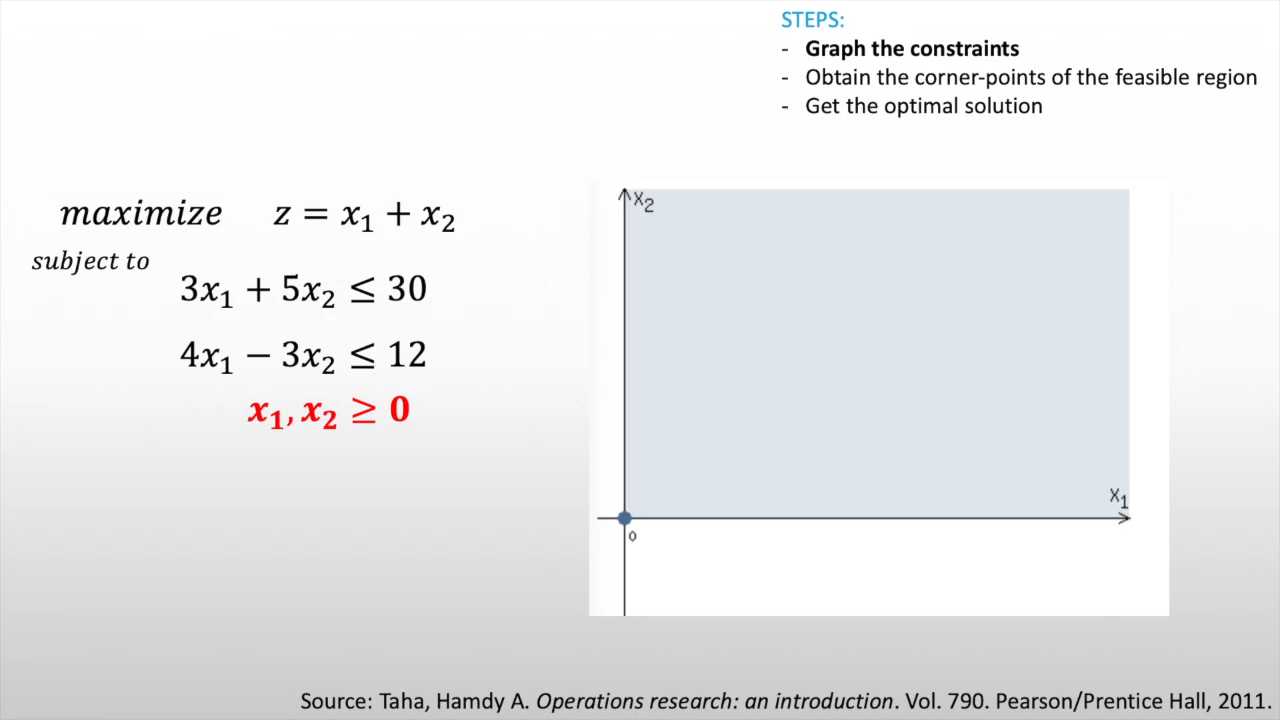 STEPS:
- Graph the constraints
- Obtain the corner-points of the feasible region
- Get the optimal solution
maximize z = x₁ + x₂
subject to
3x₁ + 5x₂ ≤ 30
4x₁ − 3x₂ ≤ 12
x₁, x₂ ≥ 0
X₂
X₁
0
Source: Taha, Hamdy A. Operations research: an introduction. Vol. 790. Pearson/Prentice Hall, 2011.